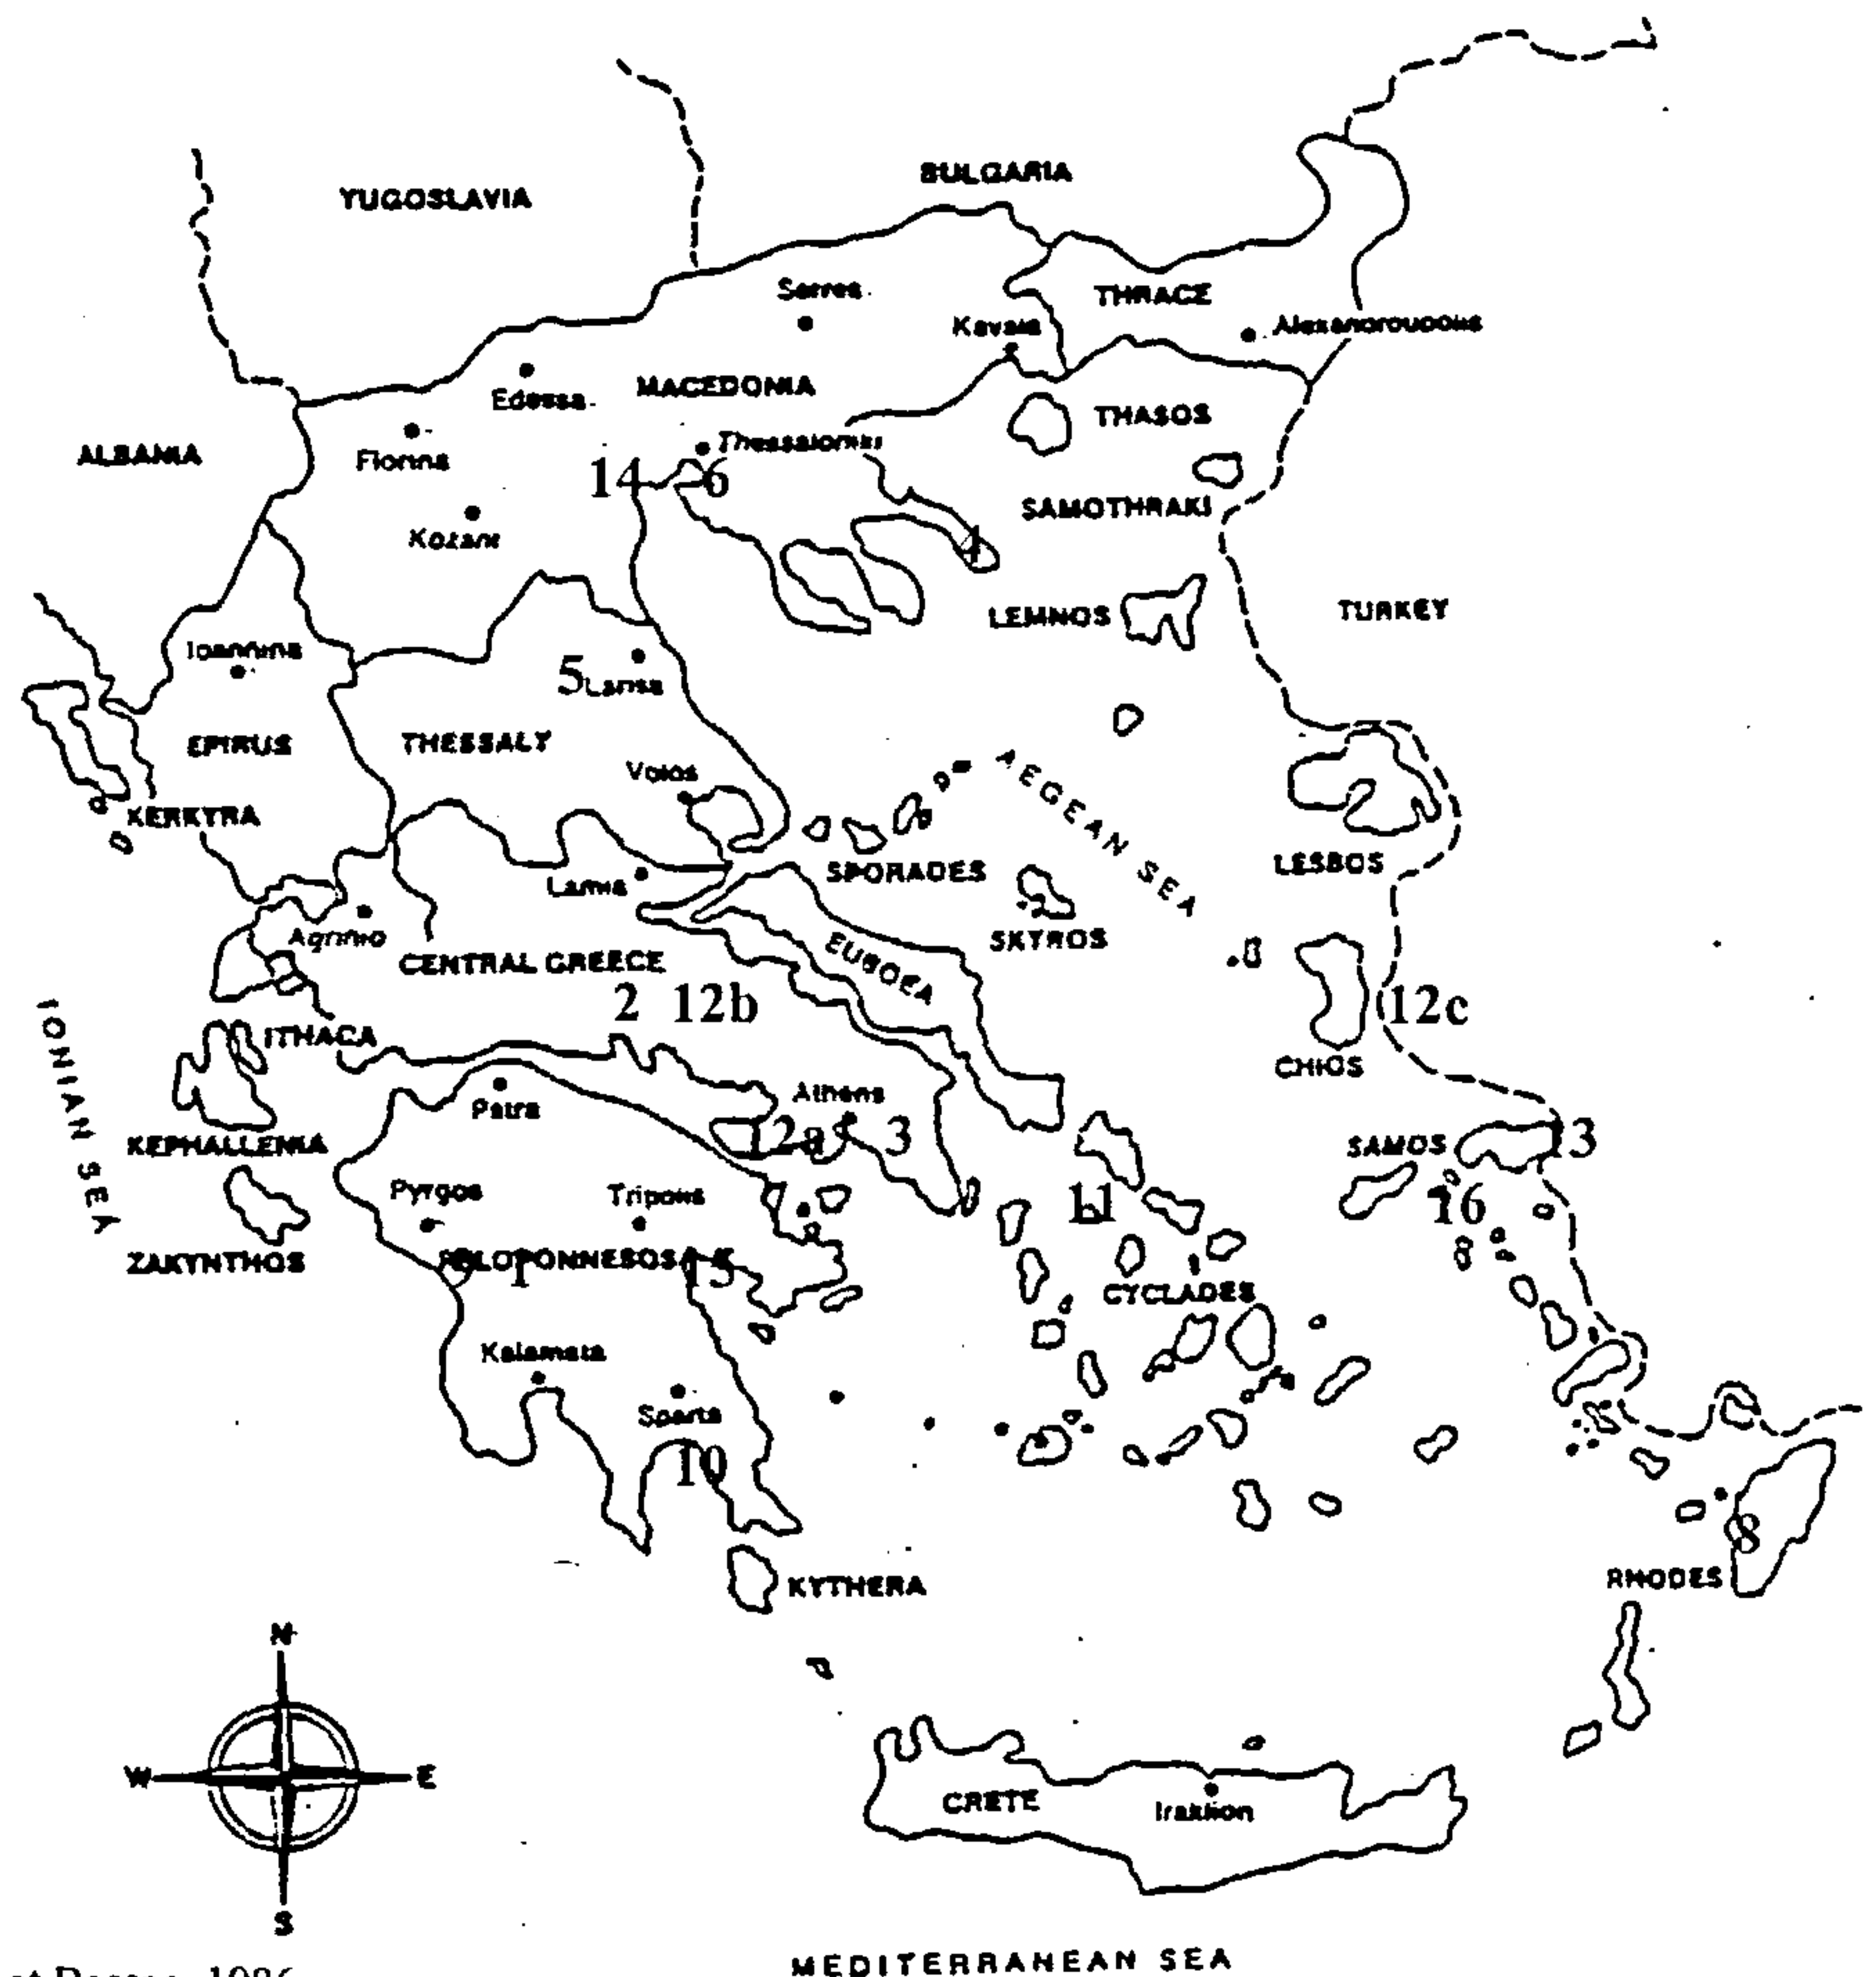 BULGARIA
YUGOSLAVIA
Serres
THRACE
Kavala
Alexandroupolis
Edessa
MACEDONIA
THASOS
Thessaloniki
ALBANIA
Florina
14
6
SAMOTHRAKI
Kozani
4
LEMNOS
TURKEY
Ioannina
5
Larisa
EPIRUS
THESSALY
Volos
AEGEAN SEA
KERKYRA
SPORADES
LESBOS
Lamia
Agrinio
SKYROS
EUBOEA
CENTRAL GREECE
2
12b
12c
IONIAN SEA
ITHACA
CHIOS
Athens
Patra
12a
3
KEPHALLENIA
SAMOS
13
Pyrgos
Tripolis
11
16
7
ZAKYNTHOS
PELOPONNESOS
1
15
CYCLADES
Kalamata
Sparta
10
8
RHODES
KYTHERA
N
W
E
S
CRETE
Iraklion
MEDITERRANEAN SEA